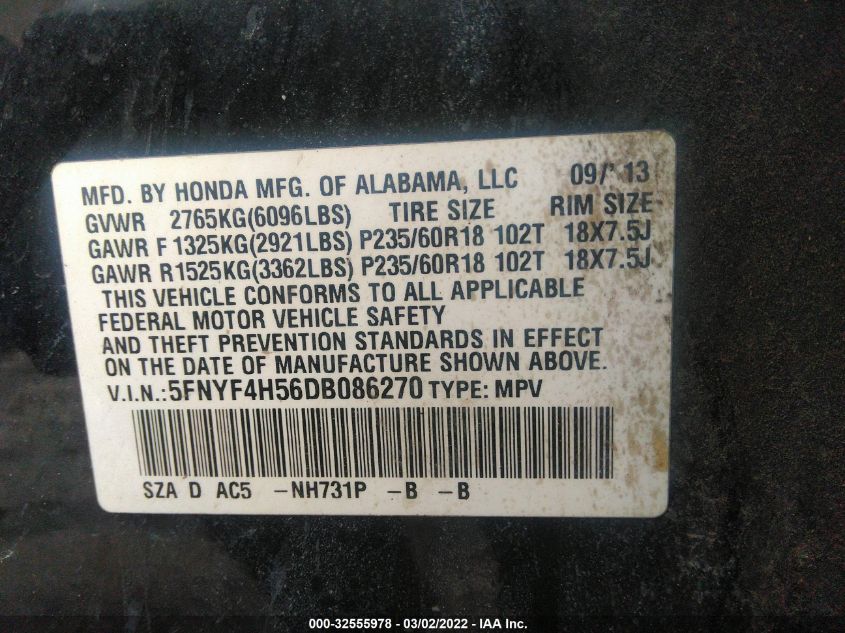 MFD. BY HONDA MFG. OF ALABAMA, LLC 09/'13
GVWR 2765KG(6096LBS) TIRE SIZE RIM SIZE
GAWR F 1325KG(2921LBS) P235/60R18 102T 18X7.5J
GAWR R1525KG(3362LBS) P235/60R18 102T 18X7.5J
THIS VEHICLE CONFORMS TO ALL APPLICABLE
FEDERAL MOTOR VEHICLE SAFETY
AND THEFT PREVENTION STANDARDS IN EFFECT
ON THE DATE OF MANUFACTURE SHOWN ABOVE.
V.I.N.:5FNYF4H56DB086270 TYPE: MPV
SZA D AC5 -NH731P -B -B
000-32555978 - 03/02/2022 - IAA Inc.